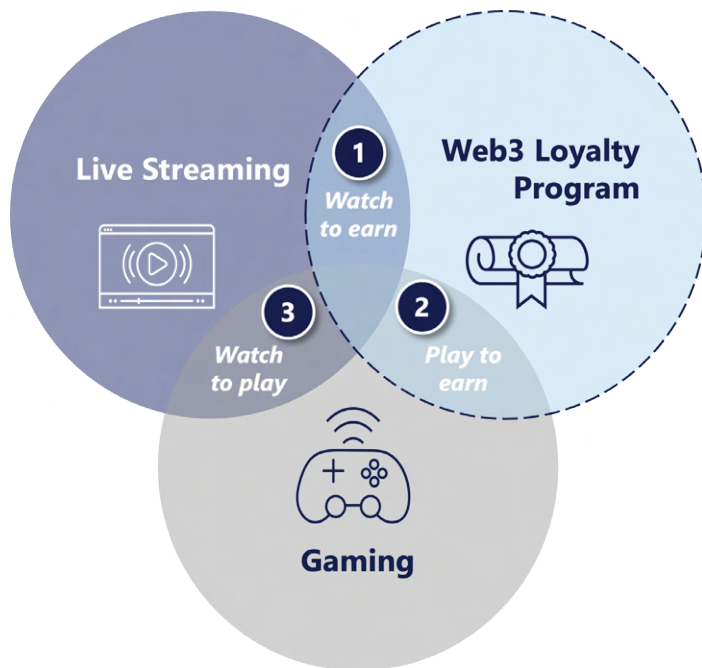 Live Streaming
1
Watch
to earn
Web3 Loyalty
Program
3
Watch
to play
2
Play to
earn
Gaming